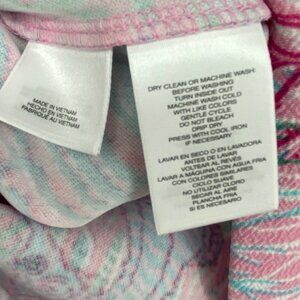 MADE IN VIETNAM
HECHO EN VIETNAM
FABRIQUÉ AU VIETNAM
DRY CLEAN OR MACHINE WASH:
BEFORE WASHING
TURN INSIDE OUT
MACHINE WASH COLD
WITH LIKE COLORS
GENTLE CYCLE
DO NOT BLEACH
DRIP DRY
PRESS WITH COOL IRON
IF NECESSARY
LAVAR EN SECO O EN LAVADORA
ANTES DE LAVAR
VOLTEAR AL REVÉS
LAVAR A MÁQUINA CON AGUA FRIA
CON COLORES SIMILARES
CICLO SUAVE
NO UTILIZAR CLORO
SECAR AL AIRE
PLANCHA FRIA
SI ES NECESARIO